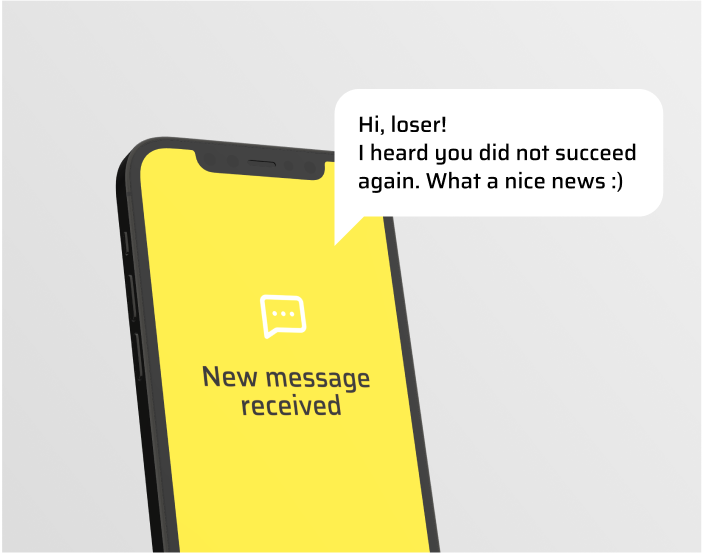 Hi, loser!
I heard you did not succeed
again. What a nice news :)
New message
received